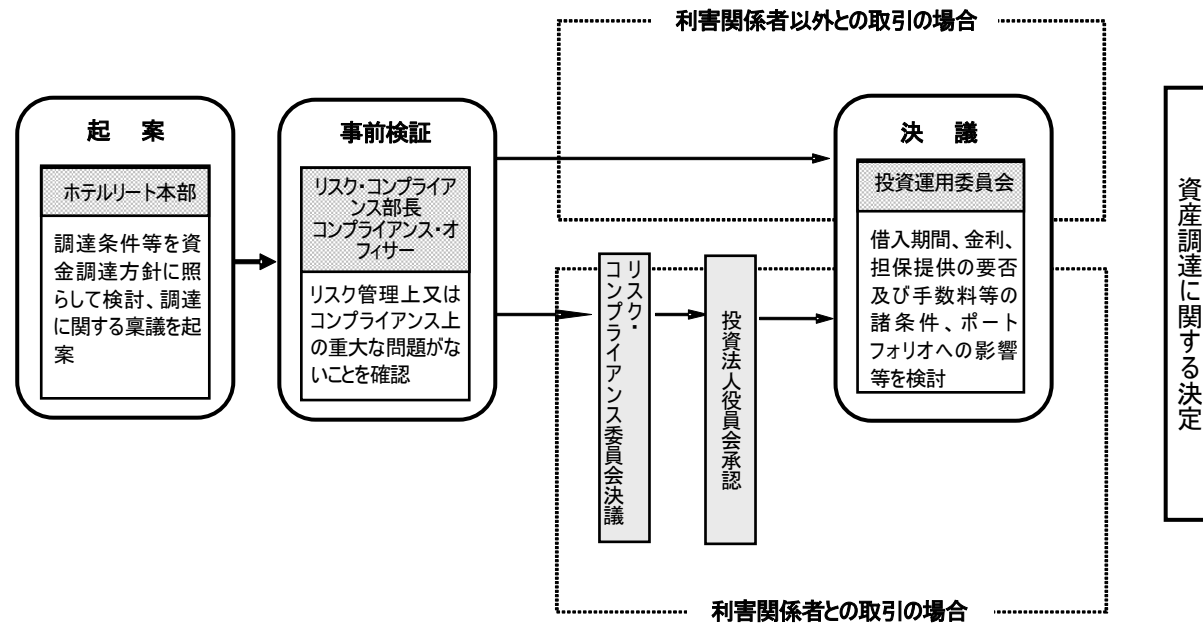 利害関係者以外との取引の場合
起　案
ホテルリート本部
調達条件等を資
金調達方針に照
らして検討、調達
に関する稟議を起
案
事前検証
リスク・コンプライア
ンス部長
コンプライアンス・オ
フィサー
リスク管理上又は
コンプライアンス上
の重大な問題がな
いことを確認
リスク・
コンプライアンス委員会決議
投資法人役員会承認
決　議
投資運用委員会
借入期間、金利、
担保提供の要否
及び手数料等の
諸条件、ポート
フォリオへの影響
等を検討
資産調達に関する決定
利害関係者との取引の場合